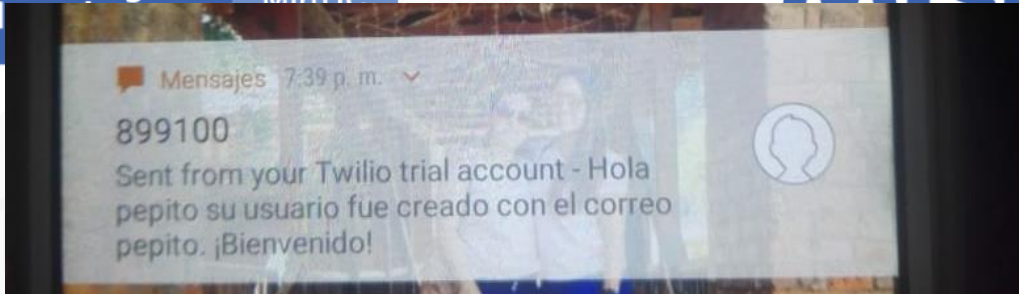 Mensajes 7:39 p. m.
899100
Sent from your Twilio trial account - Hola
pepito su usuario fue creado con el correo
pepito. ¡Bienvenido!